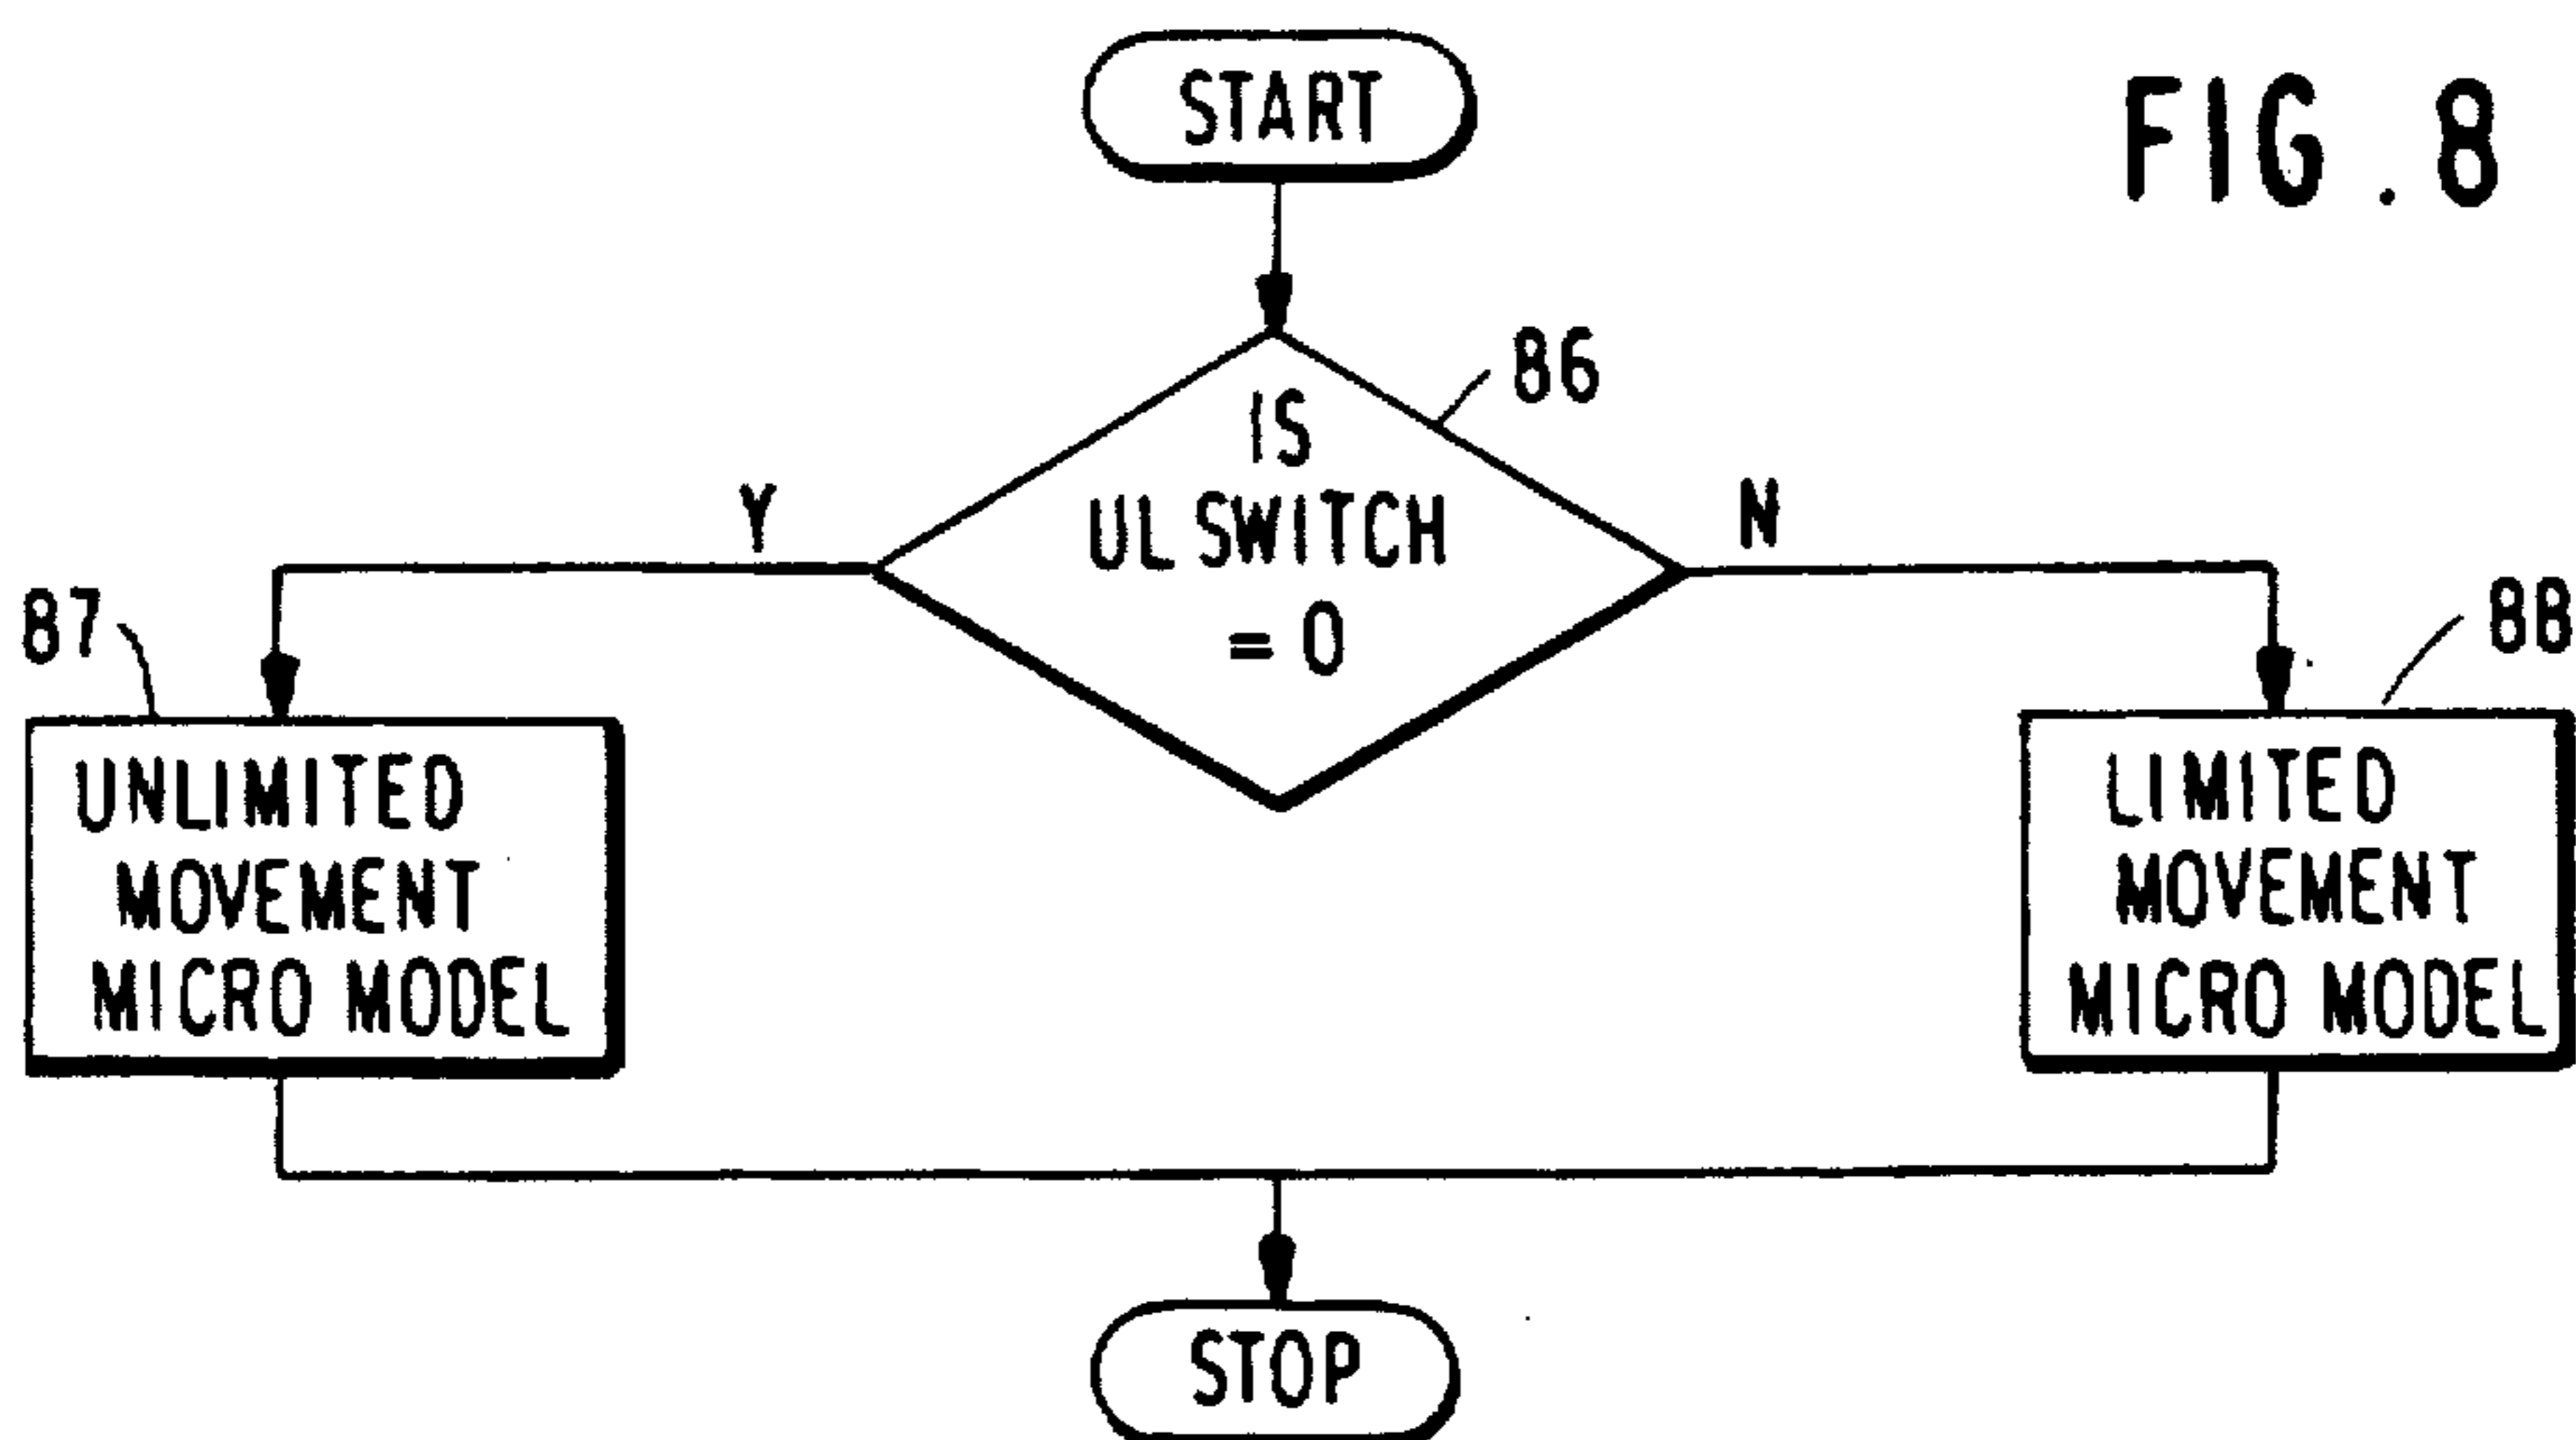 START
FIG. 8
86
IS
UL SWITCH
= 0
Y
N
87
88
UNLIMITED
MOVEMENT
MICRO MODEL
LIMITED
MOVEMENT
MICRO MODEL
STOP